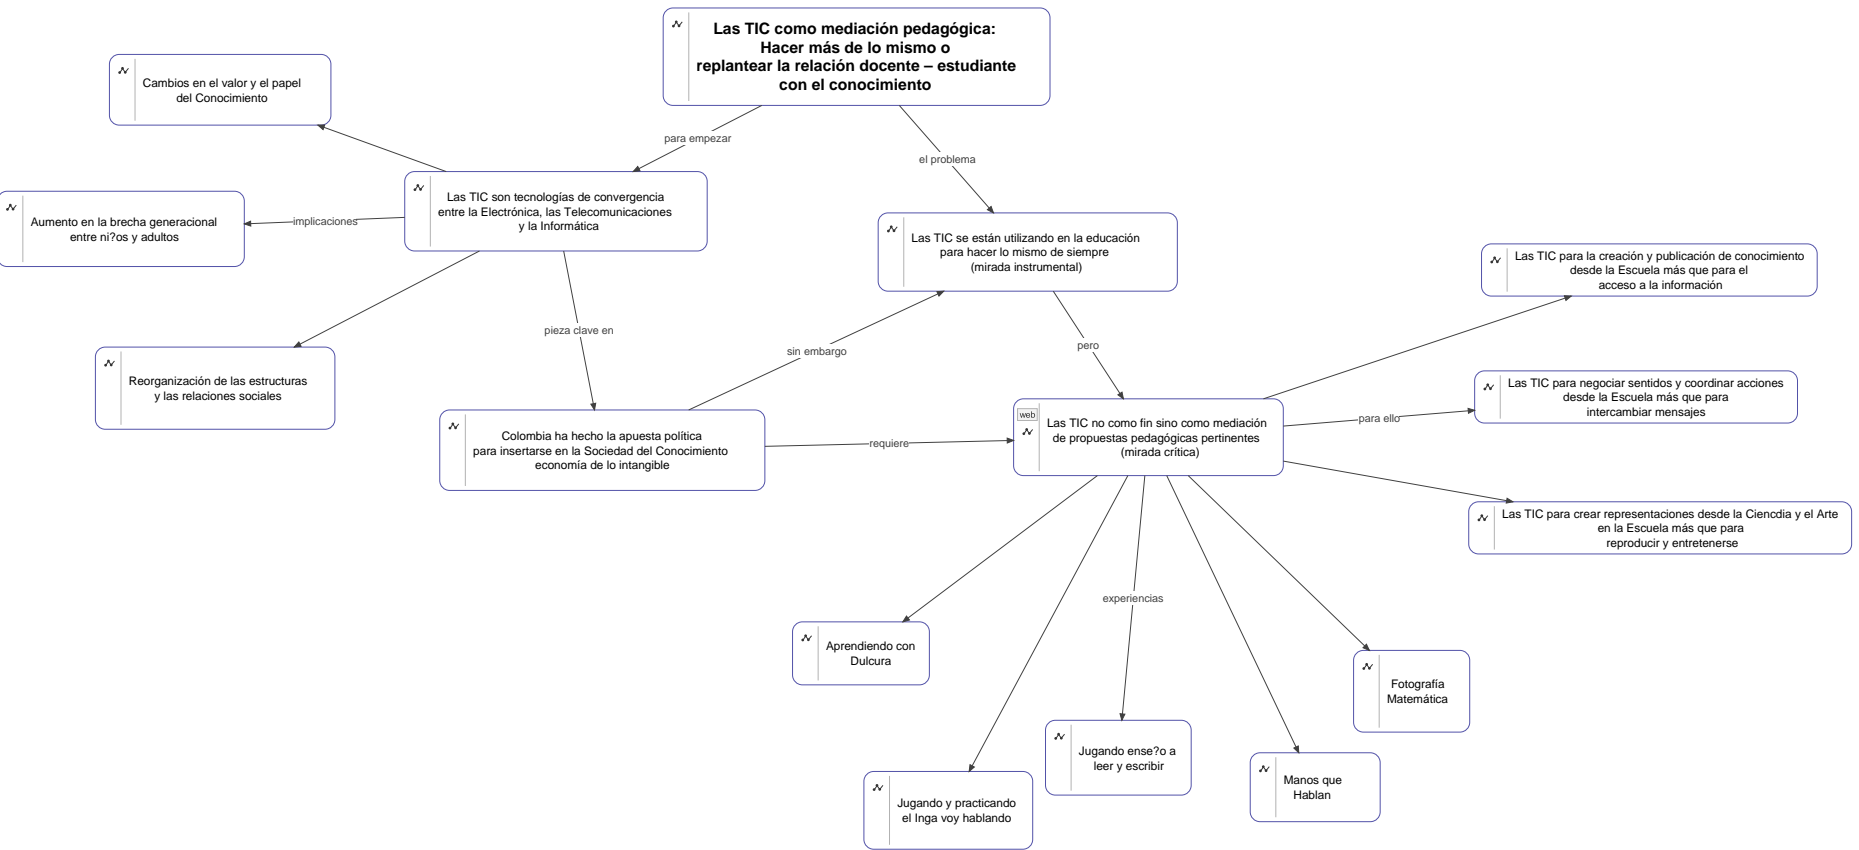 Las TIC como mediación pedagógica:
Hacer más de lo mismo o
replantear la relación docente – estudiante
con el conocimiento
Cambios en el valor y el papel
del Conocimiento
para empezar
el problema
Las TIC son tecnologías de convergencia
entre la Electrónica, las Telecomunicaciones
y la Informática
Aumento en la brecha generacional
entre ni?os y adultos
implicaciones
Las TIC se están utilizando en la educación
para hacer lo mismo de siempre
(mirada instrumental)
Las TIC para la creación y publicación de conocimiento
desde la Escuela más que para el
acceso a la información
pieza clave en
sin embargo
pero
Reorganización de las estructuras
y las relaciones sociales
Las TIC para negociar sentidos y coordinar acciones
desde la Escuela más que para
intercambiar mensajes
para ello
web
Las TIC no como fin sino como mediación
de propuestas pedagógicas pertinentes
(mirada crítica)
Colombia ha hecho la apuesta política
para insertarse en la Sociedad del Conocimiento
economía de lo intangible
requiere
Las TIC para crear representaciones desde la Ciencdia y el Arte
en la Escuela más que para
reproducir y entretenerse
experiencias
Aprendiendo con
Dulcura
Fotografía
Matemática
Jugando ense?o a
leer y escribir
Manos que
Hablan
Jugando y practicando
el Inga voy hablando